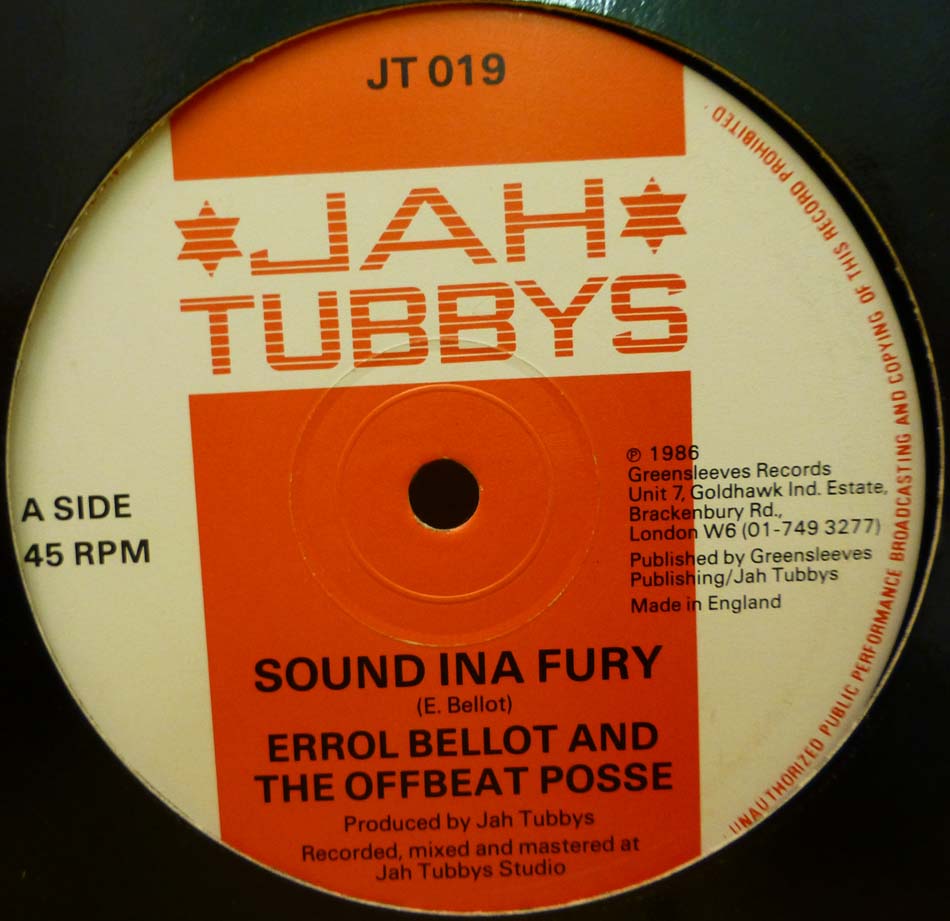 JT 019
JAH
TUBBYS
A SIDE
45 RPM
℗ 1986
Greensleeves Records
Unit 7, Goldhawk Ind. Estate,
Brackenbury Rd.,
London W6 (01-749 3277)
Published by Greensleeves
Publishing/Jah Tubbys
Made in England
SOUND INA FURY
(E. Bellot)
ERROL BELLOT AND
THE OFFBEAT POSSE
Produced by Jah Tubbys
Recorded, mixed and mastered at
Jah Tubbys Studio
UNAUTHORIZED PUBLIC PERFORMANCE BROADCASTING AND COPYING OF THIS RECORD PROHIBITED